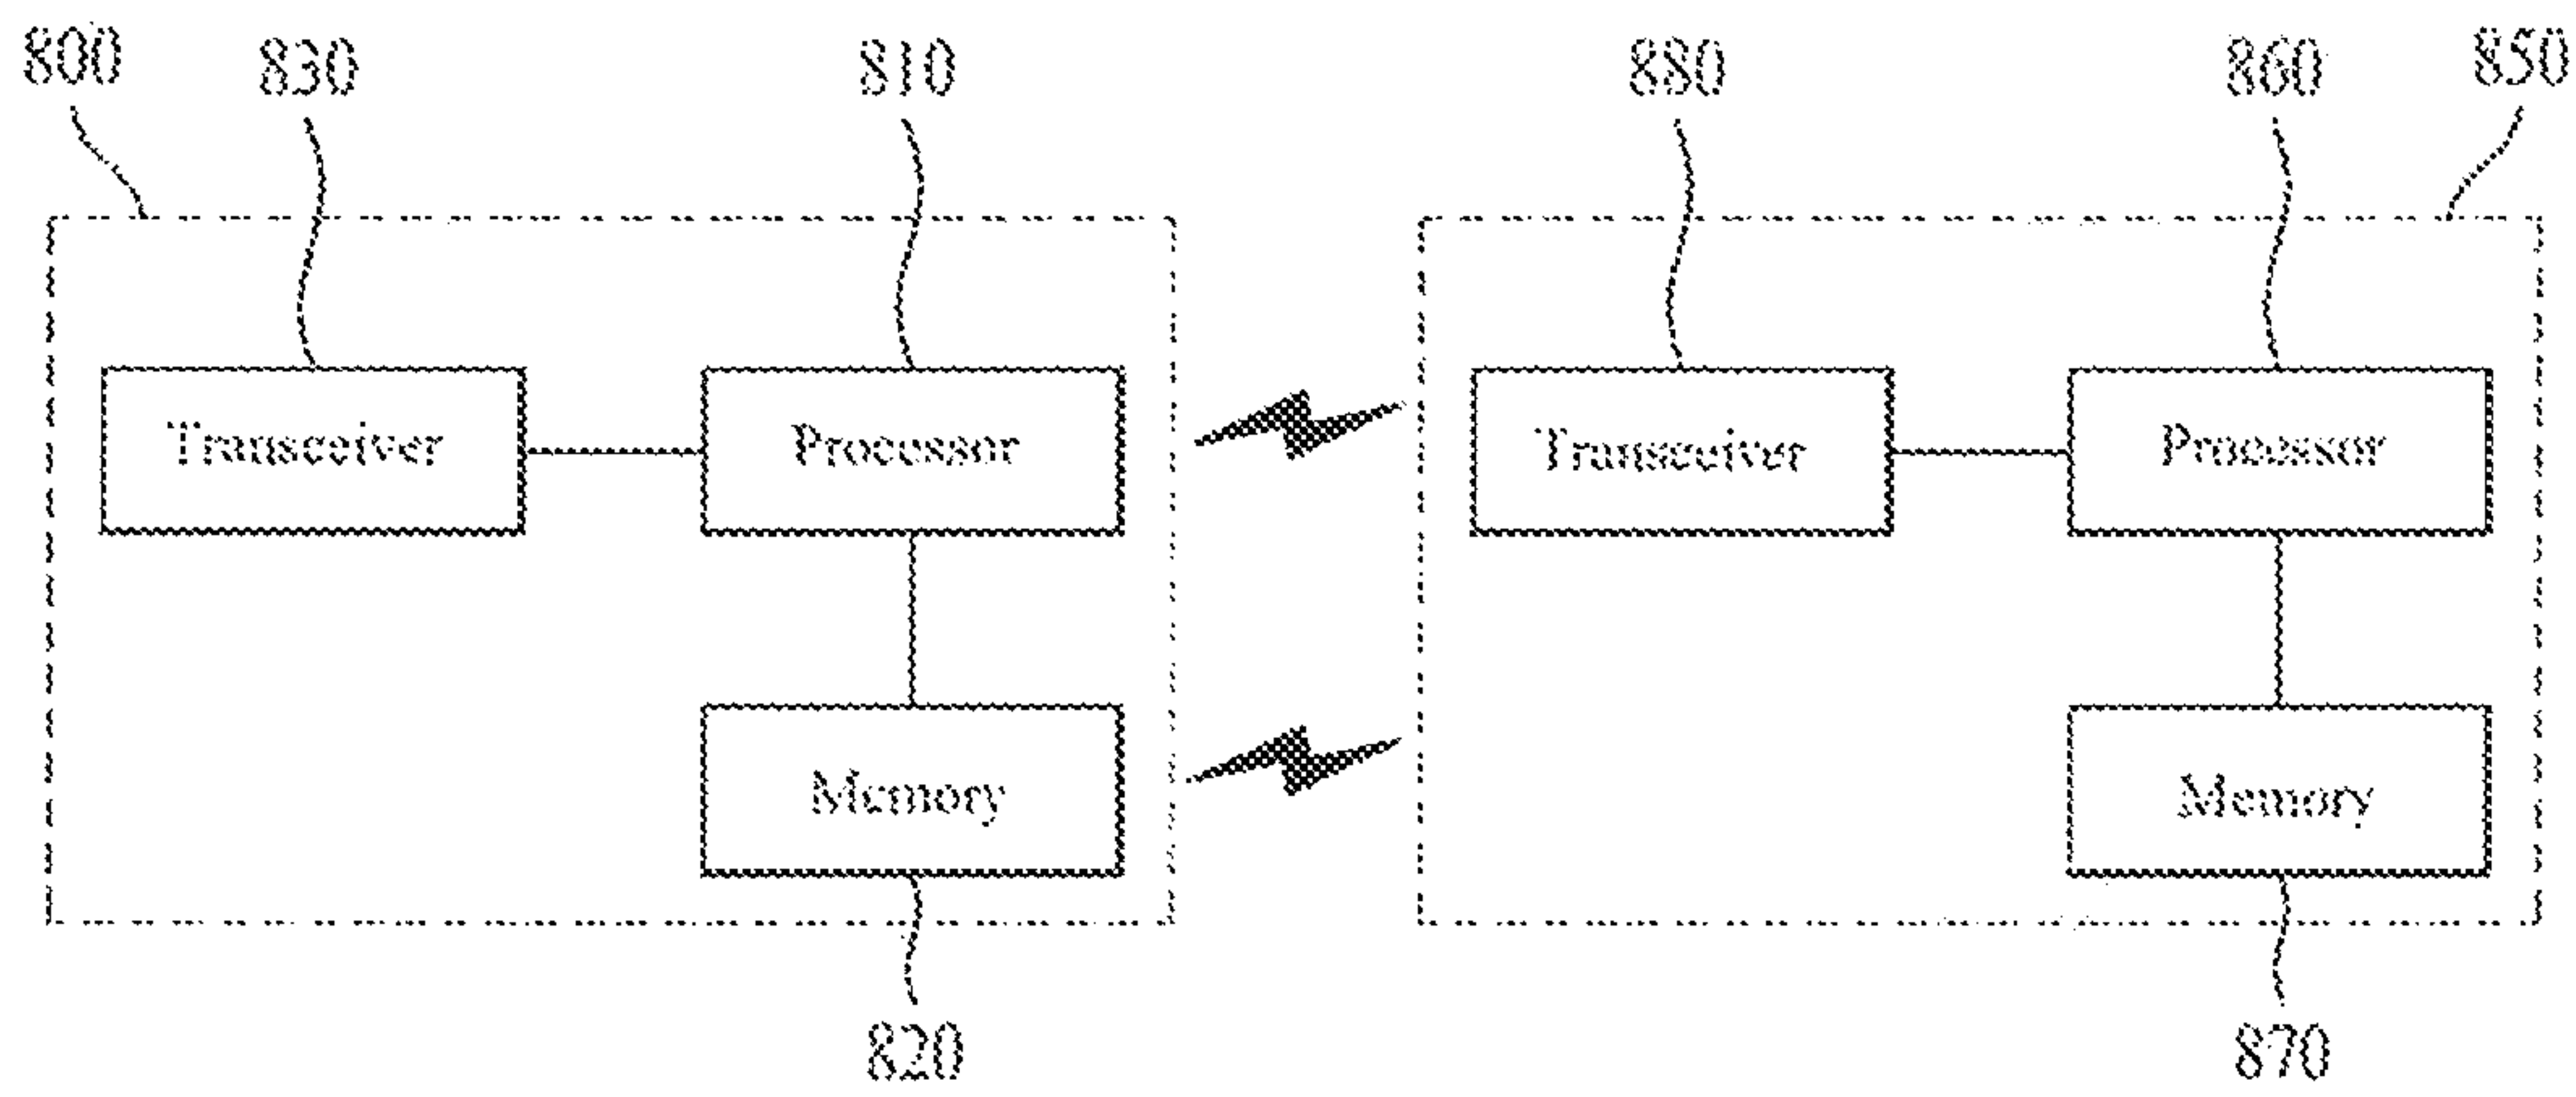 800 830 810 880 860 850
Transceiver Processor Transceiver Processor
Memory Memory
820 870